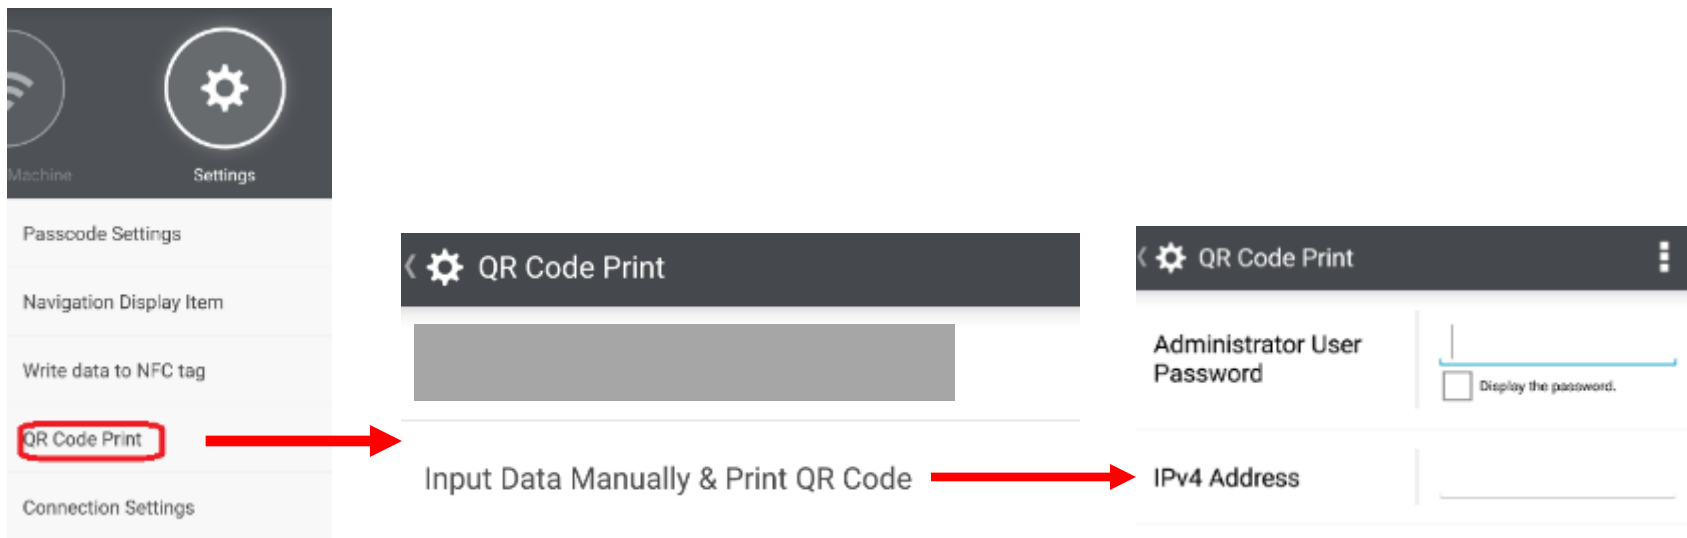 Machine
Settings
Passcode Settings
Navigation Display Item
Write data to NFC tag
QR Code Print
Connection Settings
QR Code Print
Input Data Manually & Print QR Code
QR Code Print
Administrator User
Password
Display the password.
IPv4 Address